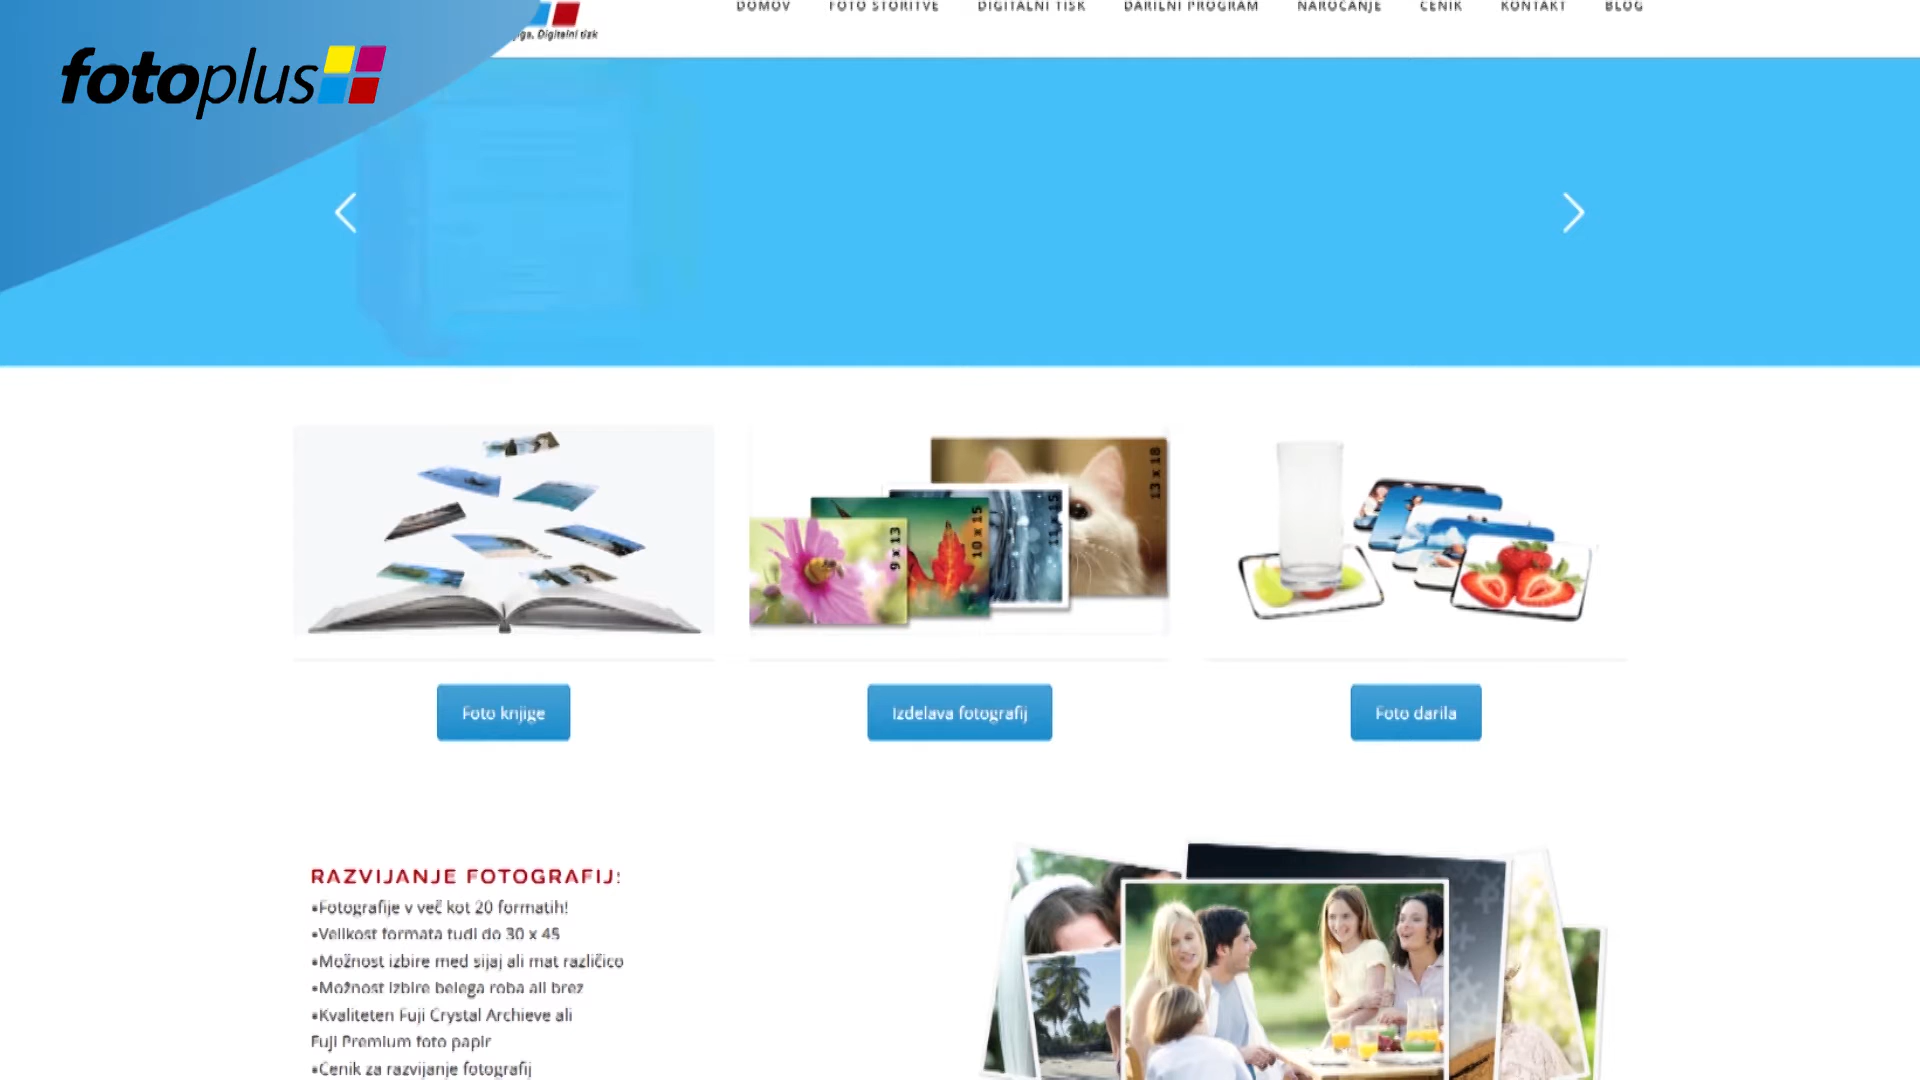 fotoplus
jiga, Digitalni tisk
DOMOV
FOTO STORITVE
DIGITALNI TISK
DARILNI PROGRAM
NAROČANJE
CENIK
KONTAKT
BLOG
9 x 13
10 x 15
11 x 15
13 x 18
Foto knjige
Izdelava fotografij
Foto darila
RAZVIJANJE FOTOGRAFIJ:
•Fotografije v več kot 20 formatih!
•Velikost formata tudi do 30 x 45
•Možnost izbire med sijaj ali mat različico
•Možnost izbire belega roba ali brez
•Kvaliteten Fuji Crystal Archieve ali
Fuji Premium foto papir
•Cenik za razvijanje fotografij